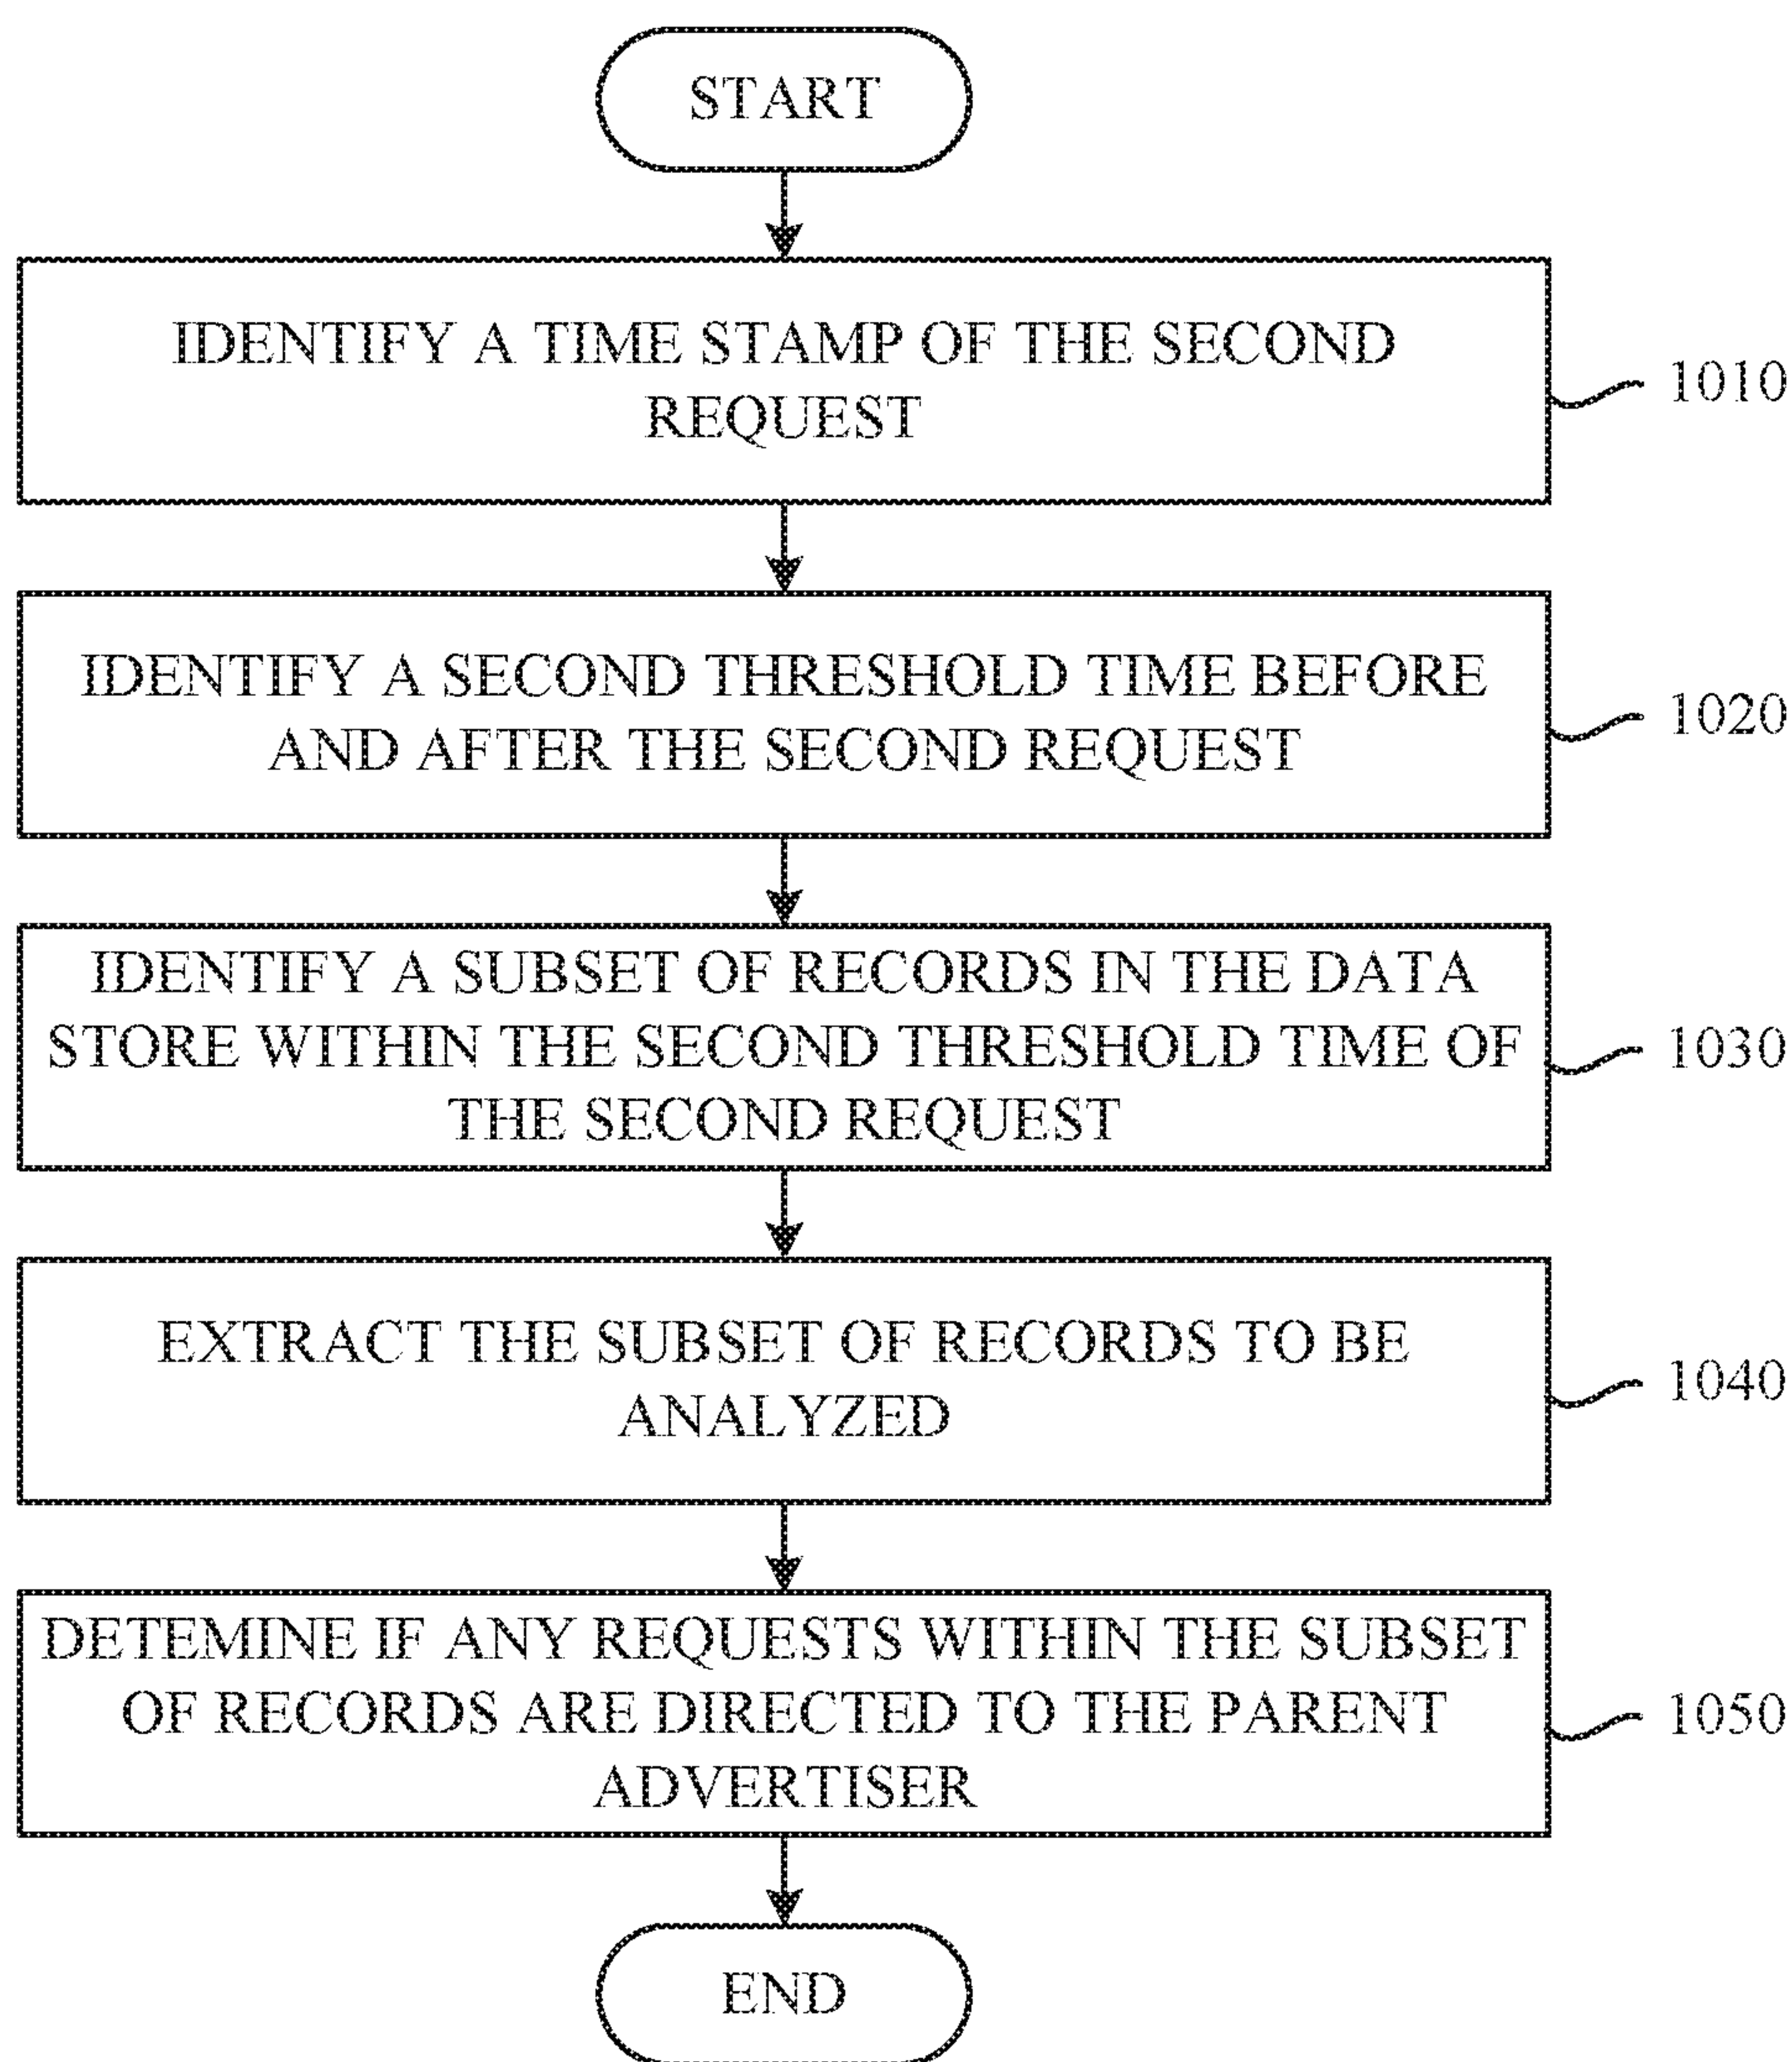 START
IDENTIFY A TIME STAMP OF THE SECOND
REQUEST
1010
IDENTIFY A SECOND THRESHOLD TIME BEFORE
AND AFTER THE SECOND REQUEST
1020
IDENTIFY A SUBSET OF RECORDS IN THE DATA
STORE WITHIN THE SECOND THRESHOLD TIME OF
THE SECOND REQUEST
1030
EXTRACT THE SUBSET OF RECORDS TO BE
ANALYZED
1040
DETEMINE IF ANY REQUESTS WITHIN THE SUBSET
OF RECORDS ARE DIRECTED TO THE PARENT
ADVERTISER
1050
END